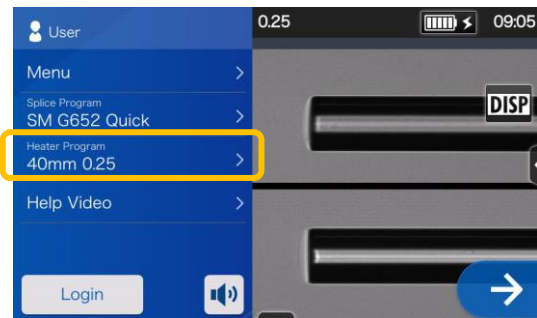 User
0.25
09:05
Menu
Splice Program
SM G652 Quick
DISP
Heater Program
40mm 0.25
Help Video
Login